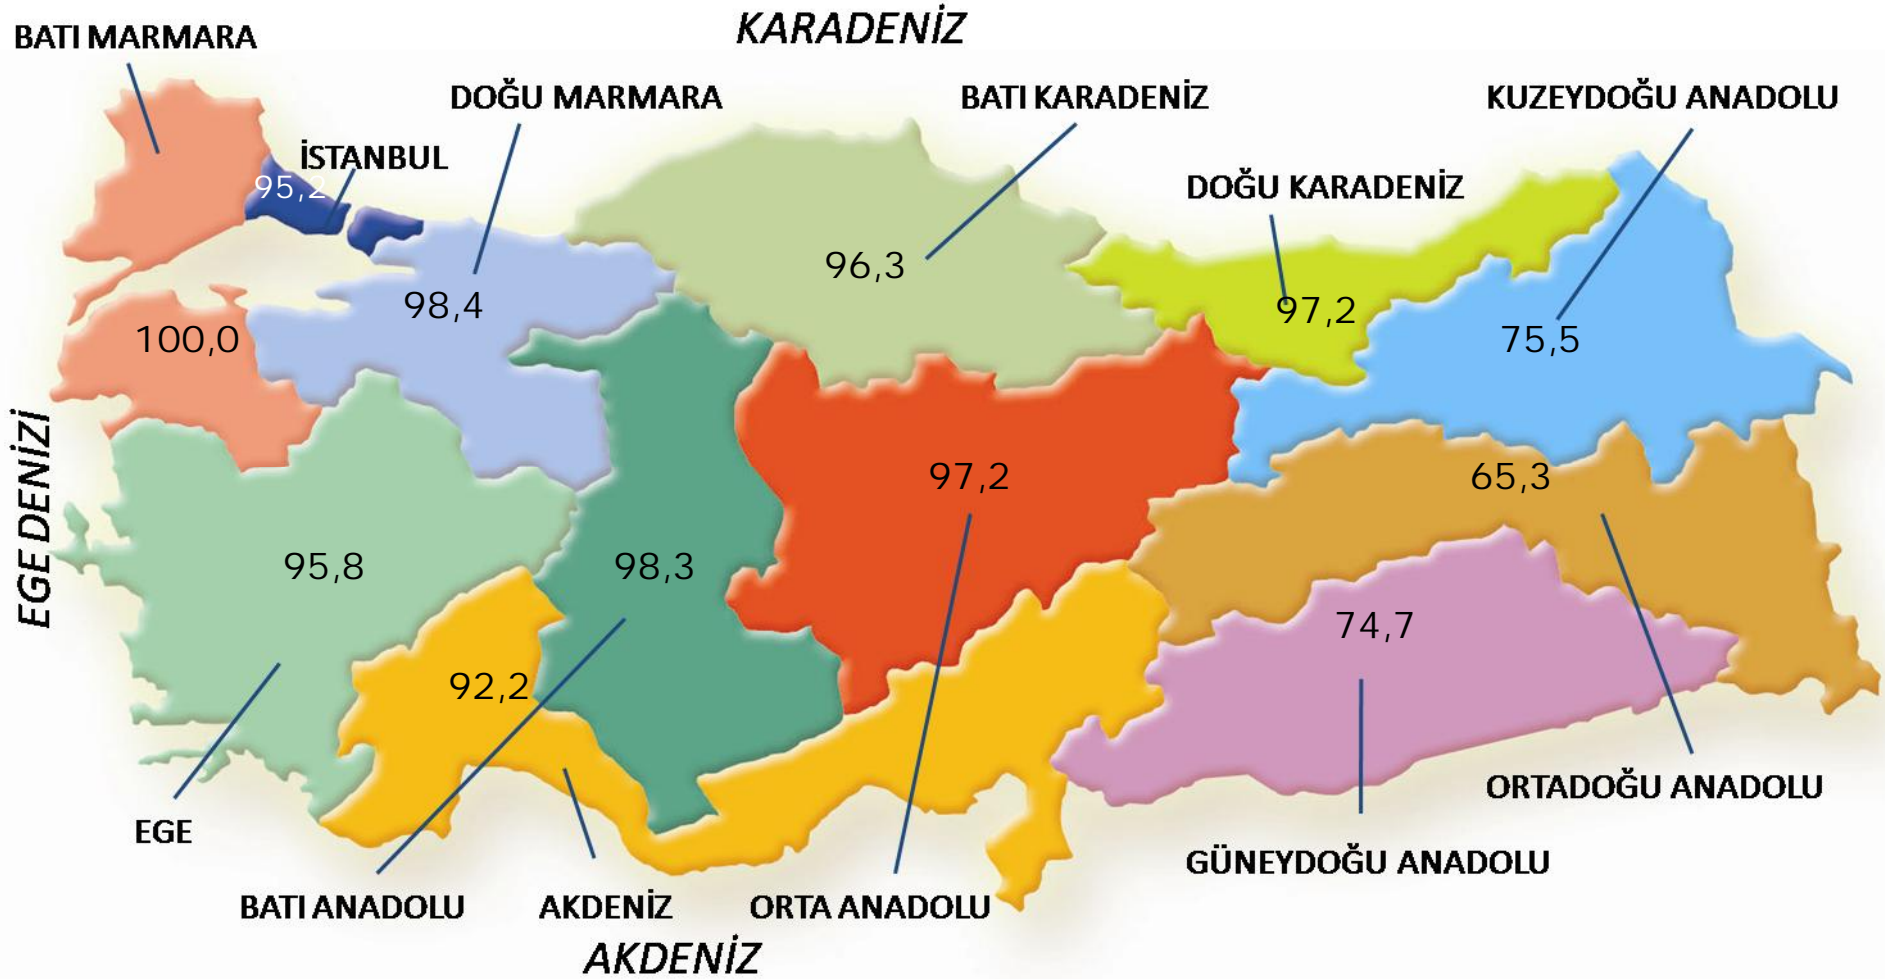 KARADENİZ
BATI MARMARA
DOĞU MARMARA
BATI KARADENİZ
KUZEYDOĞU ANADOLU
İSTANBUL
95,2
DOĞU KARADENİZ
96,3
98,4
97,2
100,0
75,5
EGE DENİZİ
97,2
65,3
95,8
98,3
74,7
92,2
ORTADOĞU ANADOLU
EGE
GÜNEYDOĞU ANADOLU
BATI ANADOLU
AKDENİZ
ORTA ANADOLU
AKDENİZ